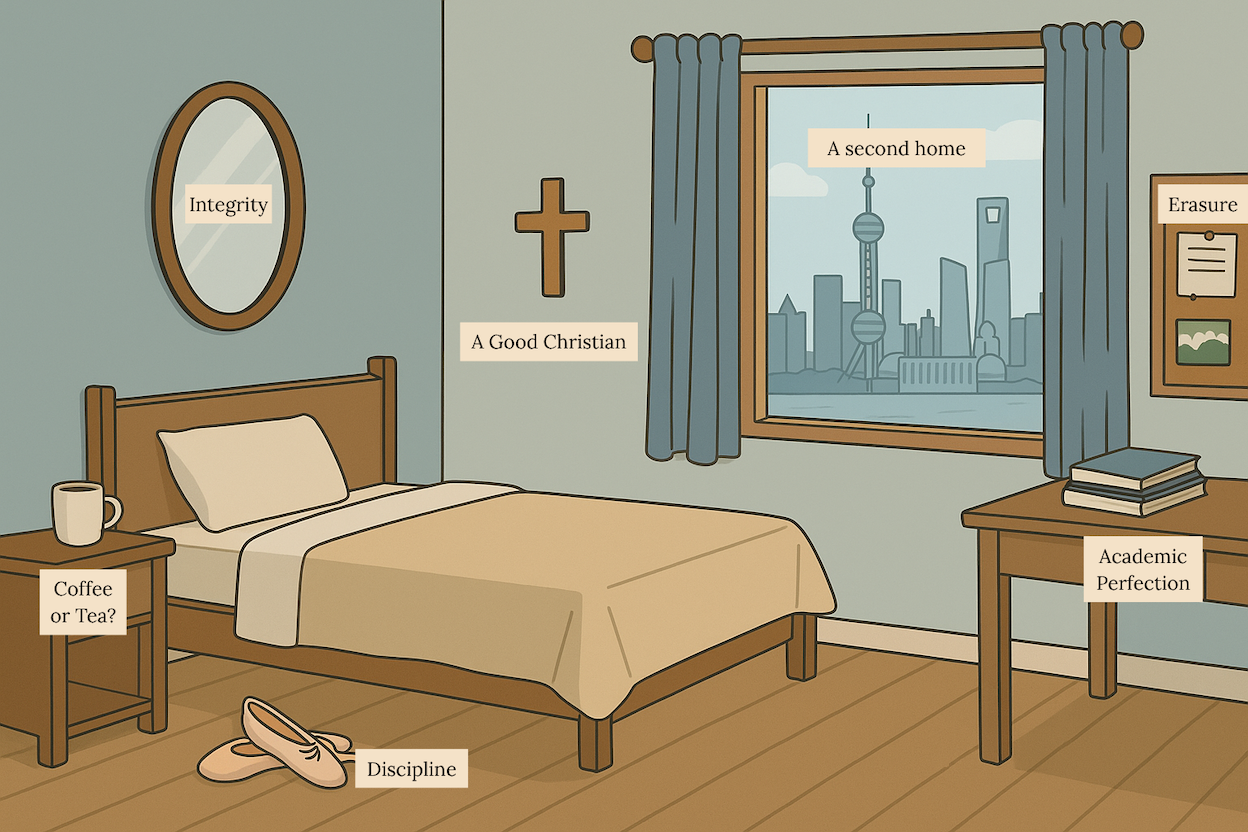 A second home
Integrity
Erasure
A Good Christian
Academic
Perfection
Coffee
or Tea?
Discipline